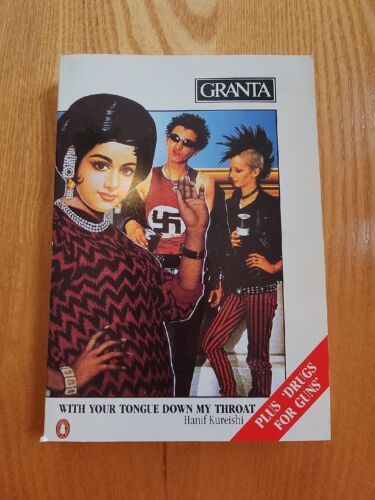 GRANTA
WITH YOUR TONGUE DOWN MY THROAT
Hanif Kureishi
PLUS 'DRUGS
FOR GUNS'